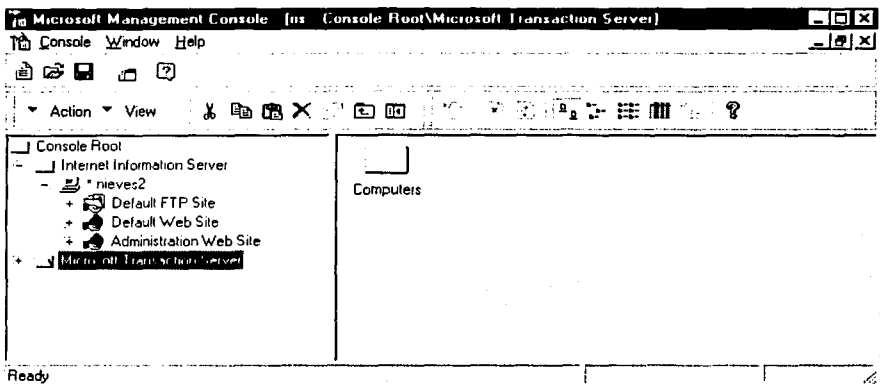 Microsoft Management Console [iis Console Root\Microsoft Transaction Server]
Console Window Help
Action View
Console Root
Internet Information Server
* nieves2
Default FTP Site
Default Web Site
Administration Web Site
Microsoft Transaction Server
Computers
Ready